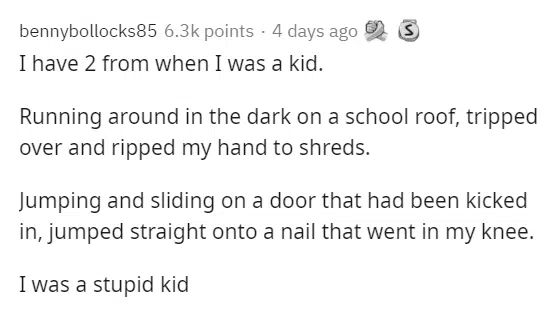 bennybollocks85 6.3k points · 4 days ago S
I have 2 from when I was a kid.
Running around in the dark on a school roof, tripped
over and ripped my hand to shreds.
Jumping and sliding on a door that had been kicked
in, jumped straight onto a nail that went in my knee.
I was a stupid kid